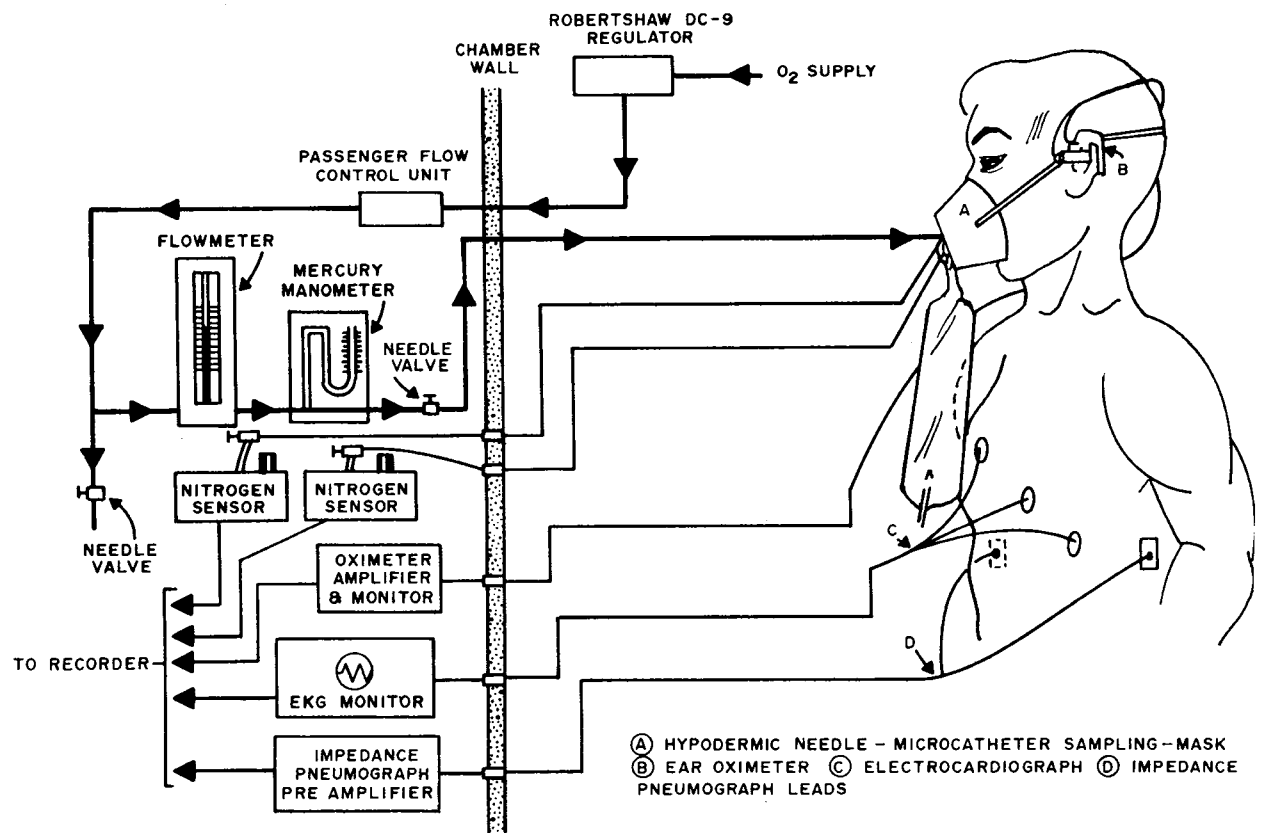 ROBERTSHAW DC-9
REGULATOR
CHAMBER
WALL
O2 SUPPLY
PASSENGER FLOW
CONTROL UNIT
FLOWMETER
MERCURY
MANOMETER
NEEDLE
VALVE
A
B
NITROGEN
SENSOR
NITROGEN
SENSOR
A
C
NEEDLE
VALVE
OXIMETER
AMPLIFIER
& MONITOR
TO RECORDER
EKG MONITOR
D
IMPEDANCE
PNEUMOGRAPH
PRE AMPLIFIER
Ⓐ HYPODERMIC NEEDLE - MICROCATHETER SAMPLING - MASK
Ⓑ EAR OXIMETER Ⓒ ELECTROCARDIOGRAPH Ⓓ IMPEDANCE
PNEUMOGRAPH LEADS